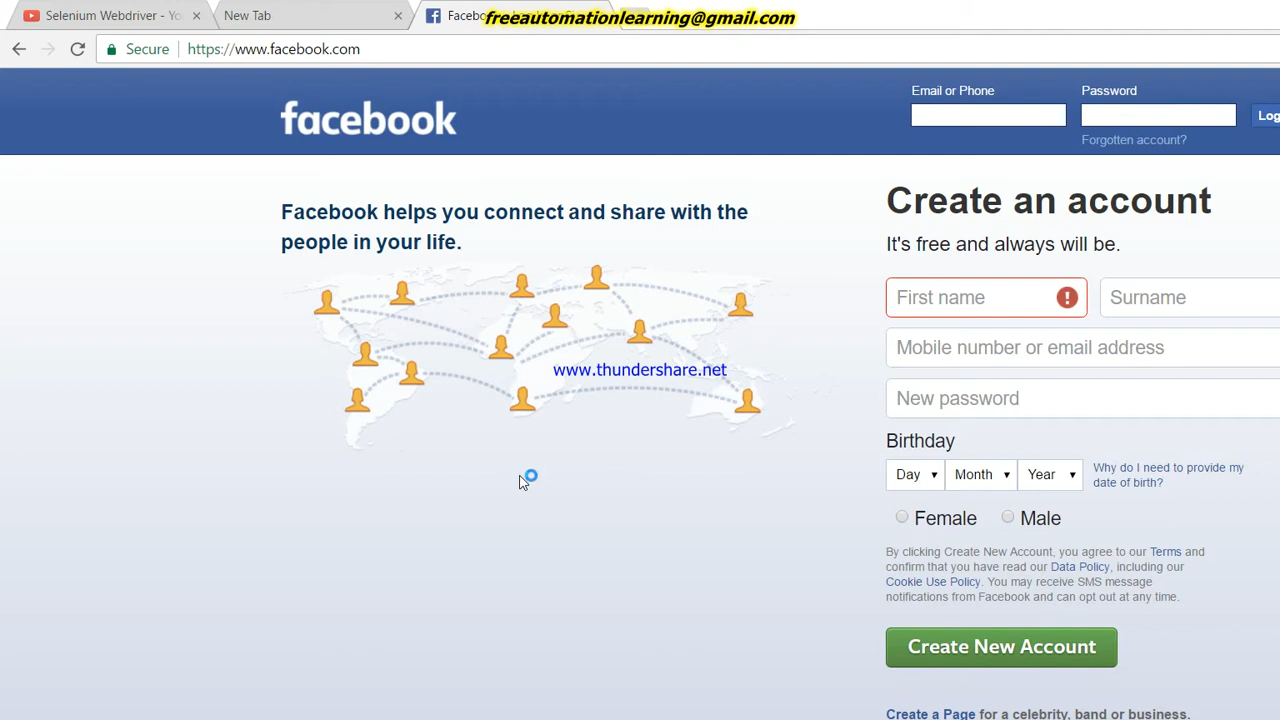 Selenium Webdriver - Yo
New Tab
freeautomationlearning@gmail.com
Secure
https://www.facebook.com
Email or Phone
Password
Log
Forgotten account?
facebook
Facebook helps you connect and share with the
people in your life.
www.thundershare.net
Create an account
It's free and always will be.
First name
Surname
Mobile number or email address
New password
Birthday
Day
Month
Year
Why do I need to provide my
date of birth?
Female
Male
By clicking Create New Account, you agree to our Terms and
confirm that you have read our Data Policy, including our
Cookie Use Policy. You may receive SMS message
notifications from Facebook and can opt out at any time.
Create New Account
Create a Page for a celebrity, band or business.